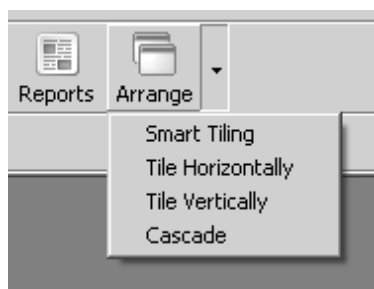 Reports Arrange
Smart Tiling
Tile Horizontally
Tile Vertically
Cascade